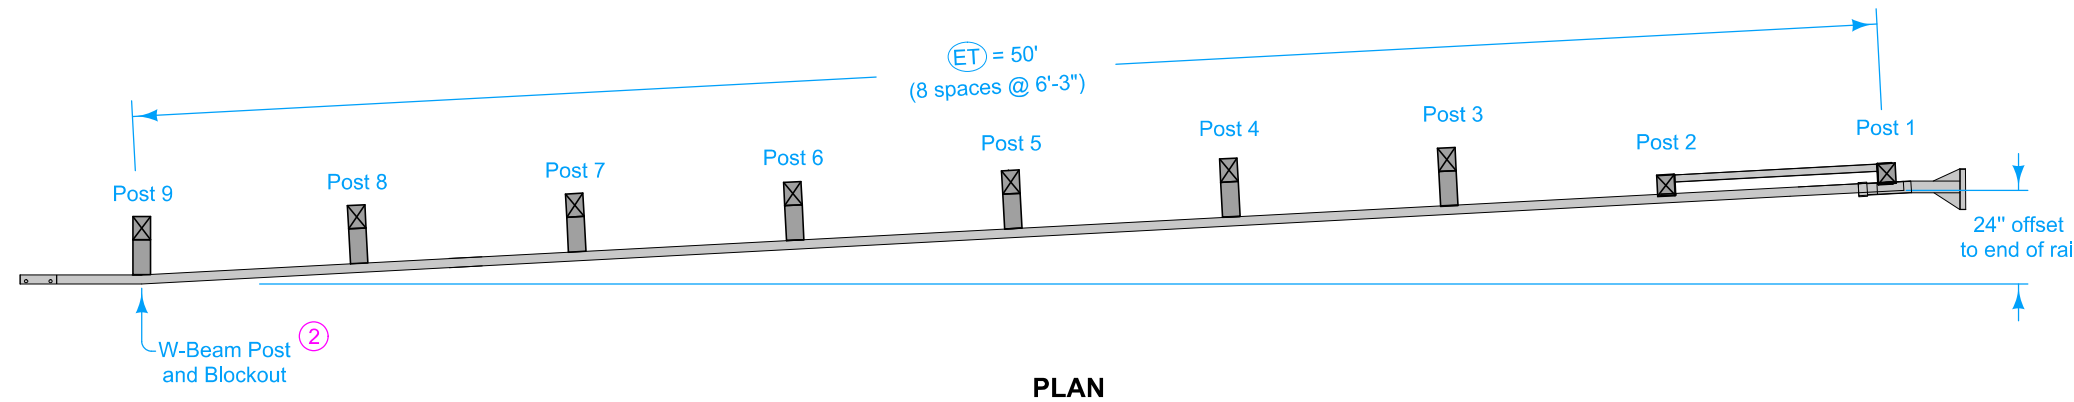 ET = 50'
(8 spaces @ 6'-3")
Post 9
Post 8
Post 7
Post 6
Post 5
Post 4
Post 3
Post 2
Post 1
24" offset
to end of rai
W-Beam Post 2
and Blockout
PLAN